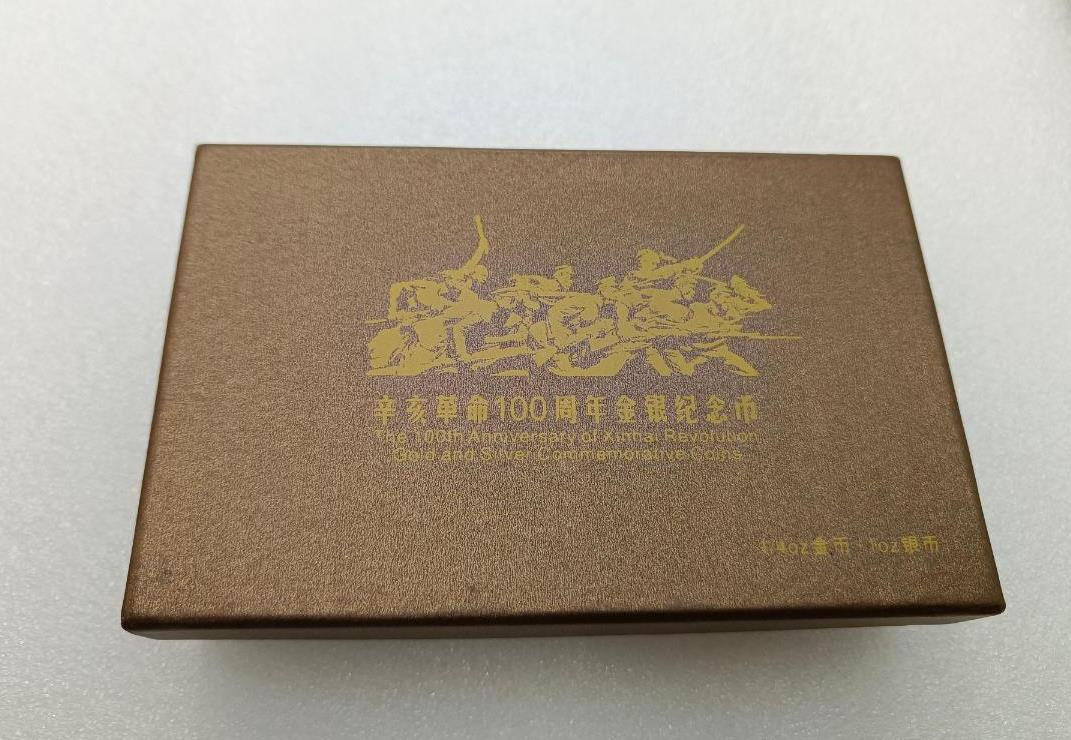 辛亥革命100周年金银纪念币
The 100th Anniversary of Xinhai Revolution
Gold and Silver Commemorative Coins
1/4oz金币·1oz银币